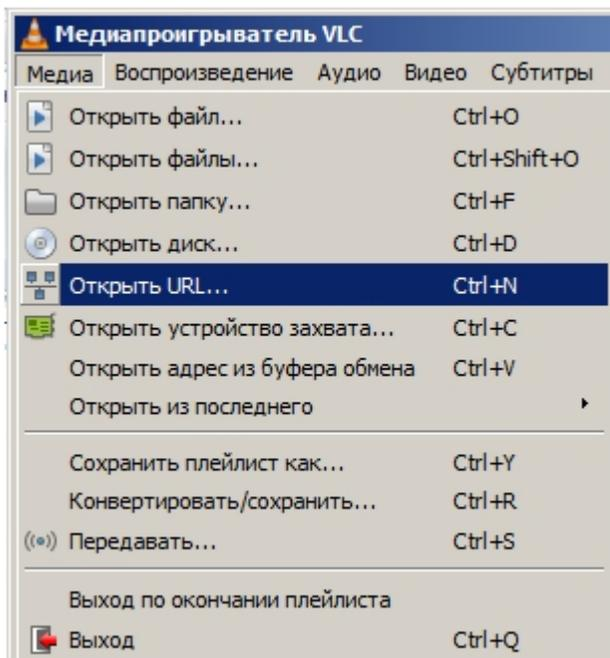 Медиапроигрыватель VLC
Медиа Воспроизведение Аудио Видео Субтитры
Открыть файл... Ctrl+O
Открыть файлы... Ctrl+Shift+O
Открыть папку... Ctrl+F
Открыть диск... Ctrl+D
Открыть URL... Ctrl+N
Открыть устройство захвата... Ctrl+C
Открыть адрес из буфера обмена Ctrl+V
Открыть из последнего
Сохранить плейлист как... Ctrl+Y
Конвертировать/сохранить... Ctrl+R
Передавать... Ctrl+S
Выход по окончании плейлиста
Выход Ctrl+Q